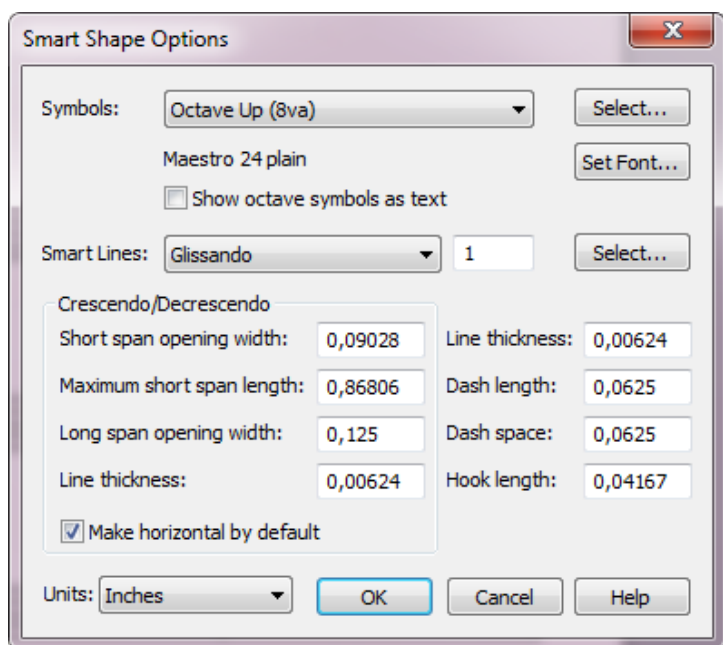 Smart Shape Options
Symbols: Octave Up (8va) Select...
Maestro 24 plain Set Font...
Show octave symbols as text
Smart Lines: Glissando 1 Select...
Crescendo/Decrescendo
Short span opening width: 0,09028 Line thickness: 0,00624
Maximum short span length: 0,86806 Dash length: 0,0625
Long span opening width: 0,125 Dash space: 0,0625
Line thickness: 0,00624 Hook length: 0,04167
Make horizontal by default
Units: Inches OK Cancel Help